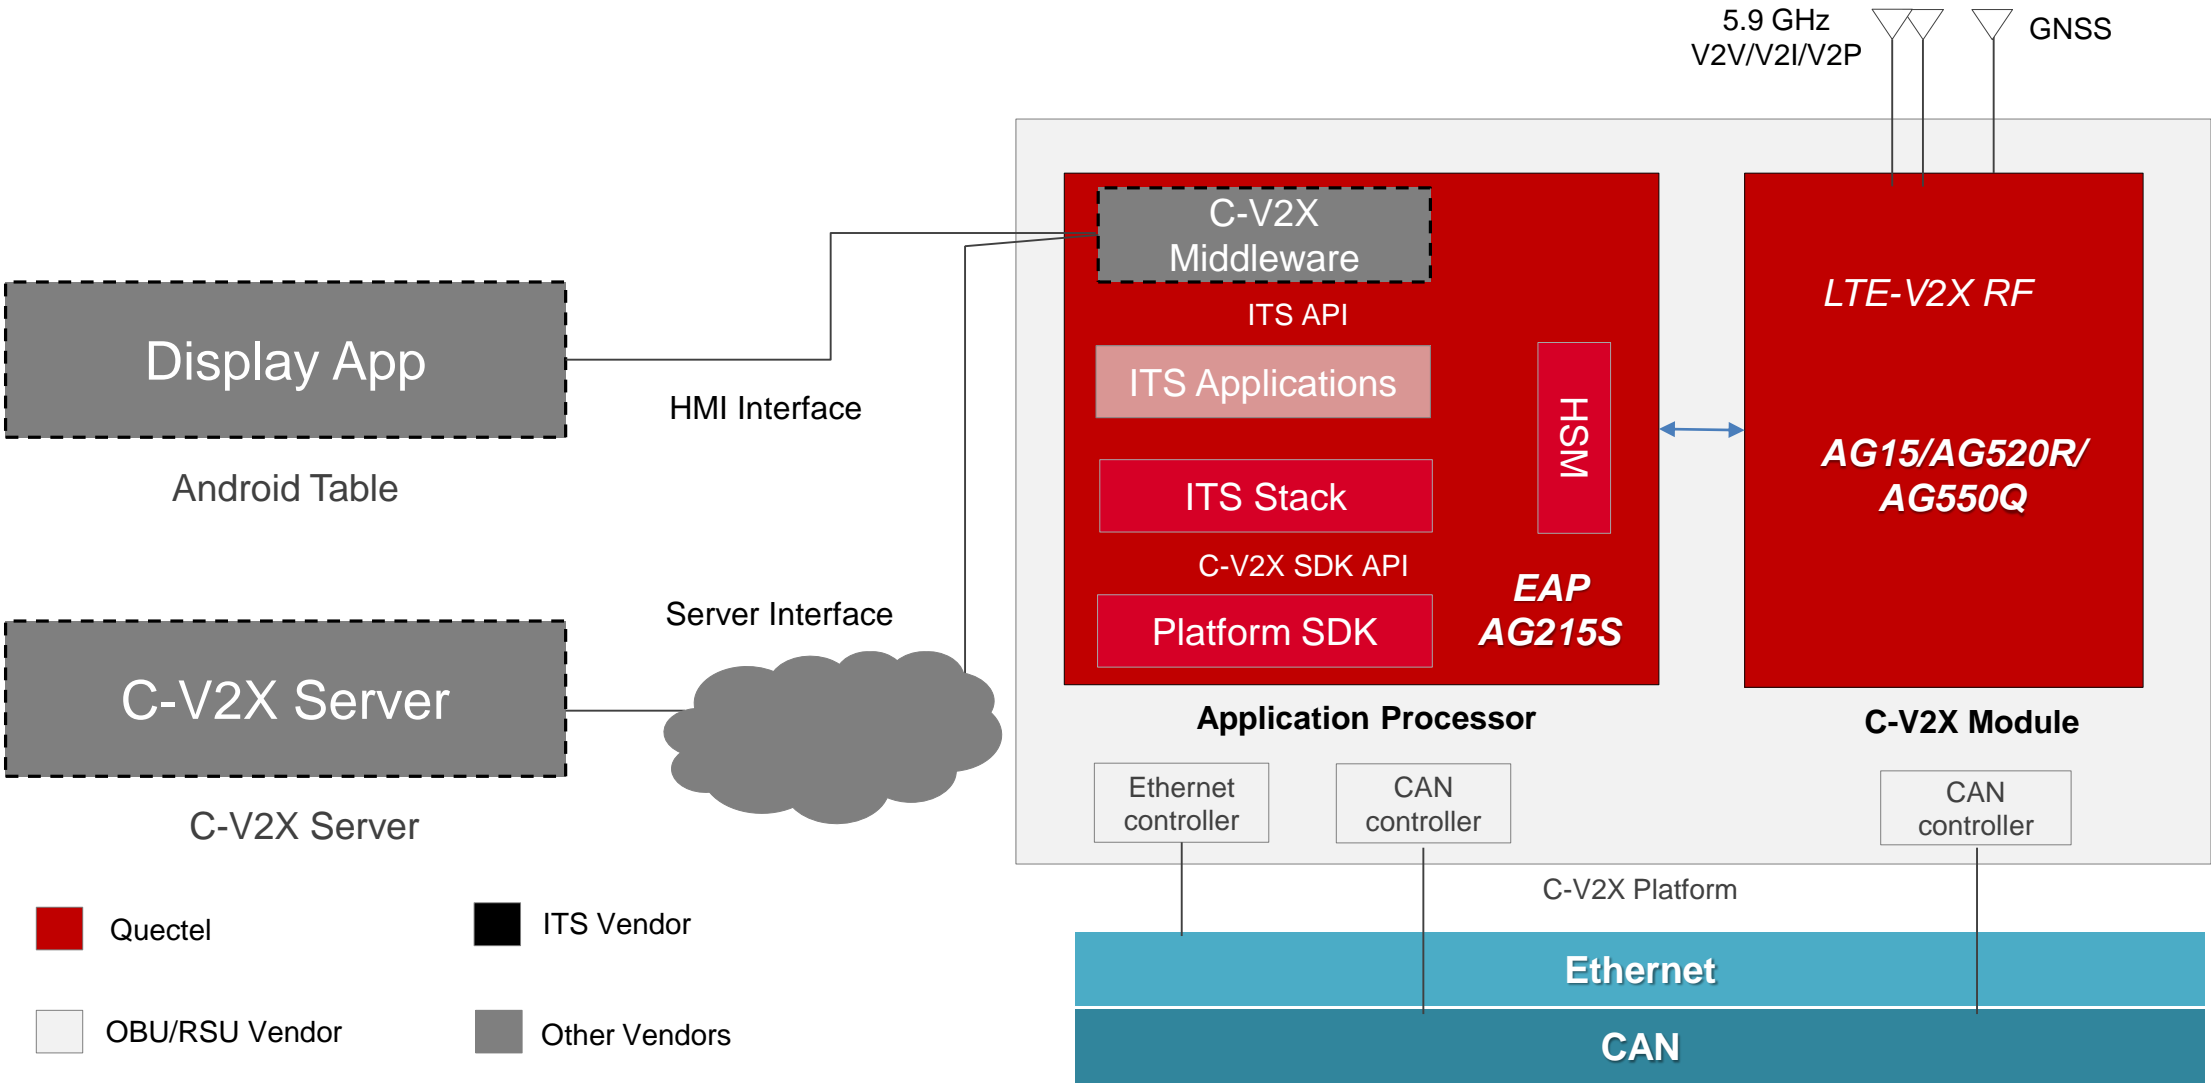 5.9 GHz
V2V/V2I/V2P
GNSS
C-V2X
Middleware
ITS API
ITS Applications
ITS Stack
C-V2X SDK API
Platform SDK
HSM
EAP
AG215S
Application Processor
LTE-V2X RF
AG15/AG520R/
AG550Q
C-V2X Module
Display App
Android Table
HMI Interface
Server Interface
C-V2X Server
C-V2X Server
Ethernet
controller
CAN
controller
CAN
controller
C-V2X Platform
Ethernet
CAN
Quectel
ITS Vendor
OBU/RSU Vendor
Other Vendors